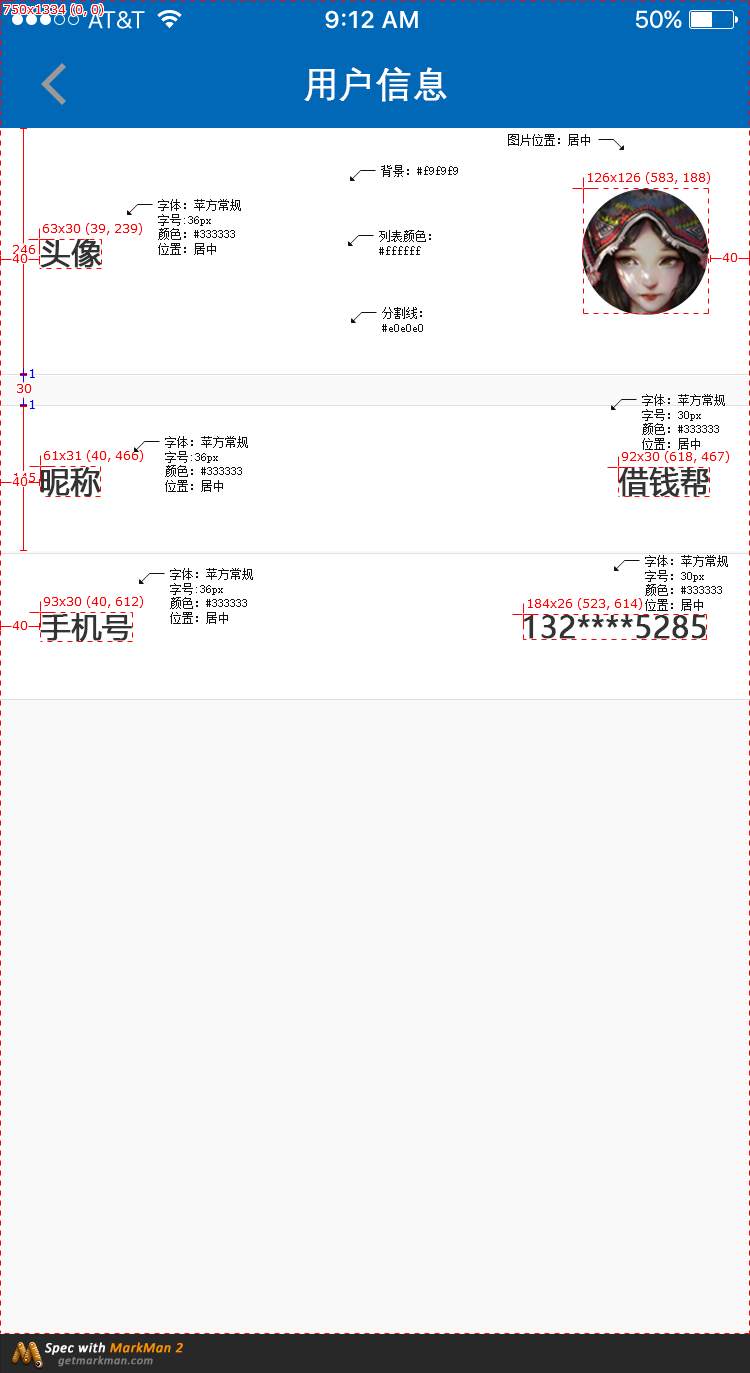 750x1334 (0, 0)
AT&T
9:12 AM
50%
用户信息
图片位置: 居中
背景: #f9f9f9
126x126 (583, 188)
字体: 苹方常规
字号:36px
颜色: #333333
位置: 居中
63x30 (39, 239)
头像
246
40
列表颜色:
#ffffff
40
分割线:
#e0e0e0
1
30
1
字体: 苹方常规
字号: 30px
颜色: #333333
位置: 居中
字体: 苹方常规
字号:36px
颜色: #333333
位置: 居中
61x31 (40, 466)
92x30 (618, 467)
40
昵称
借钱帮
字体: 苹方常规
字号: 30px
颜色: #333333
位置: 居中
字体: 苹方常规
字号:36px
颜色: #333333
位置: 居中
93x30 (40, 612)
184x26 (523, 614)
40
手机号
132****5285
Spec with MarkMan 2
getmarkman.com